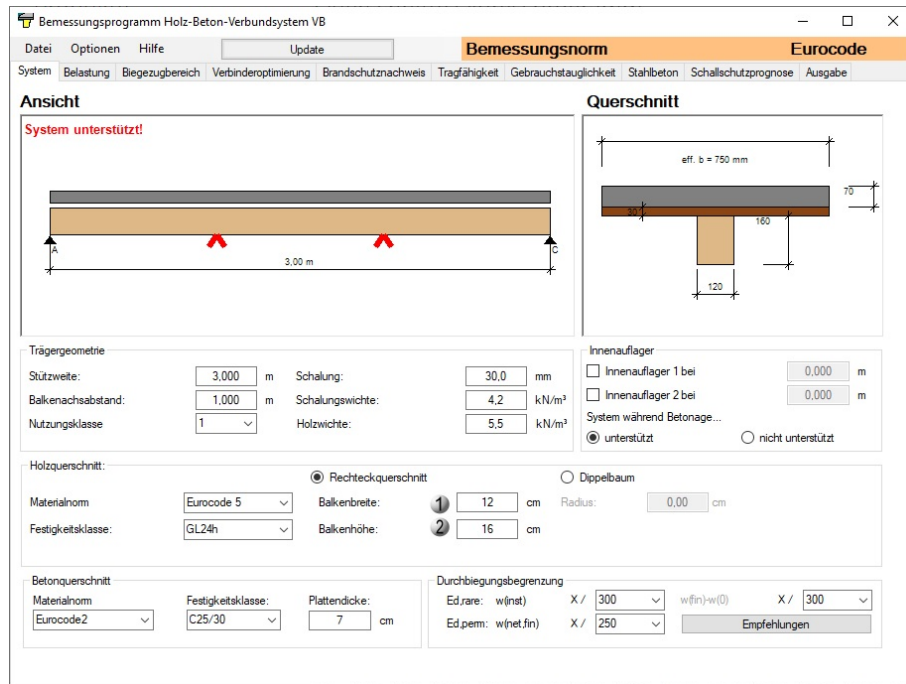 Bemessungsprogramm Holz-Beton-Verbundsystem VB
Datei Optionen Hilfe Update Bemessungsnorm Eurocode
System Belastung Biegezugbereich Verbinderoptimierung Brandschutznachweis Tragfähigkeit Gebrauchstauglichkeit Stahlbeton Schallschutzprognose Ausgabe
Ansicht
System unterstützt!
A
C
3,00 m
Querschnitt
eff. b = 750 mm
70
30
160
120
Trägergeometrie
Stützweite: 3,000 m Schalung: 30,0 mm
Balkenachsabstand: 1,000 m Schalungswichte: 4,2 kN/m³
Nutzungsklasse 1 Holzwichte: 5,5 kN/m³
Innenauflager
Innenauflager 1 bei 0,000 m
Innenauflager 2 bei 0,000 m
System während Betonage...
unterstützt nicht unterstützt
Holzquerschnitt:
Rechteckquerschnitt Dippelbaum
Materialnorm Eurocode 5 Balkenbreite: 1 12 cm Radius: 0,00 cm
Festigkeitsklasse: GL24h Balkenhöhe: 2 16 cm
Betonquerschnitt
Materialnorm Festigkeitsklasse: Plattendicke:
Eurocode2 C25/30 7 cm
Durchbiegungsbegrenzung
Ed,rare: w(inst) X / 300 w(fin)-w(0) X / 300
Ed,perm: w(net,fin) X / 250 Empfehlungen